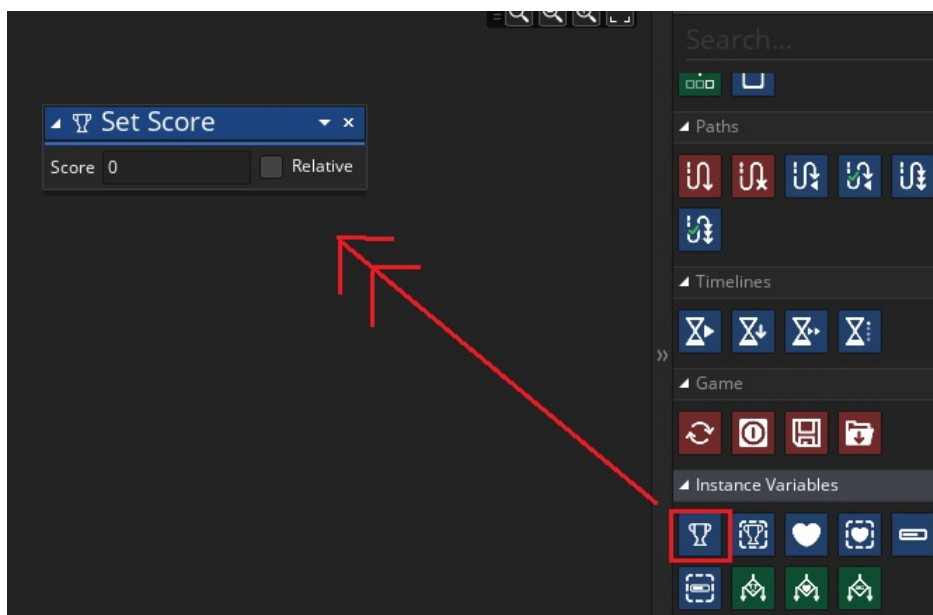 Search...
Set Score
Score 0 Relative
Paths
Timelines
Game
Instance Variables